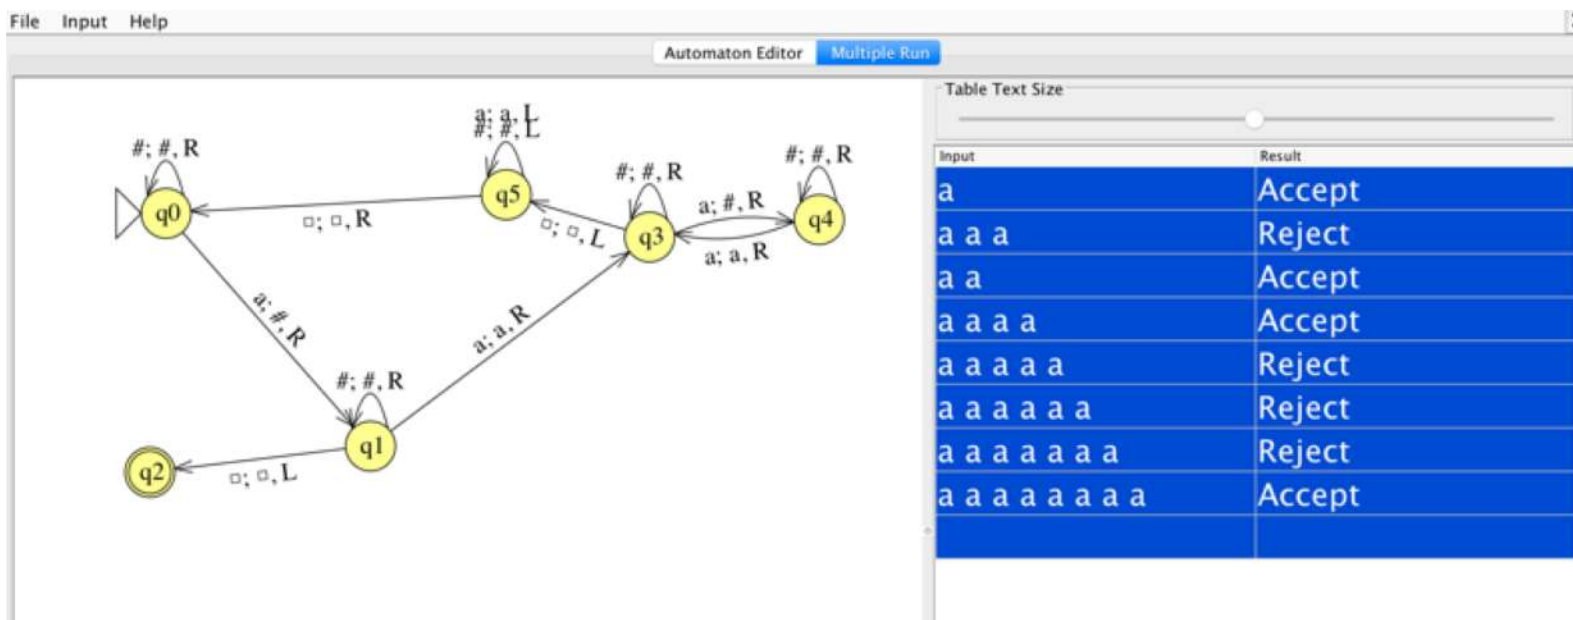 File Input Help
Automaton Editor Multiple Run
Table Text Size
Input Result
a Accept
a a a Reject
a a Accept
a a a a Accept
a a a a a Reject
a a a a a a Reject
a a a a a a a Reject
a a a a a a a a Accept
#; #, R
q0
a; a, L
#; #, L
q5
□; □, R
□; □, L
#; #, R
q3
a; #, R
a; a, R
#; #, R
q4
a; #, R
a; a, R
#; #, R
q1
□; □, L
q2